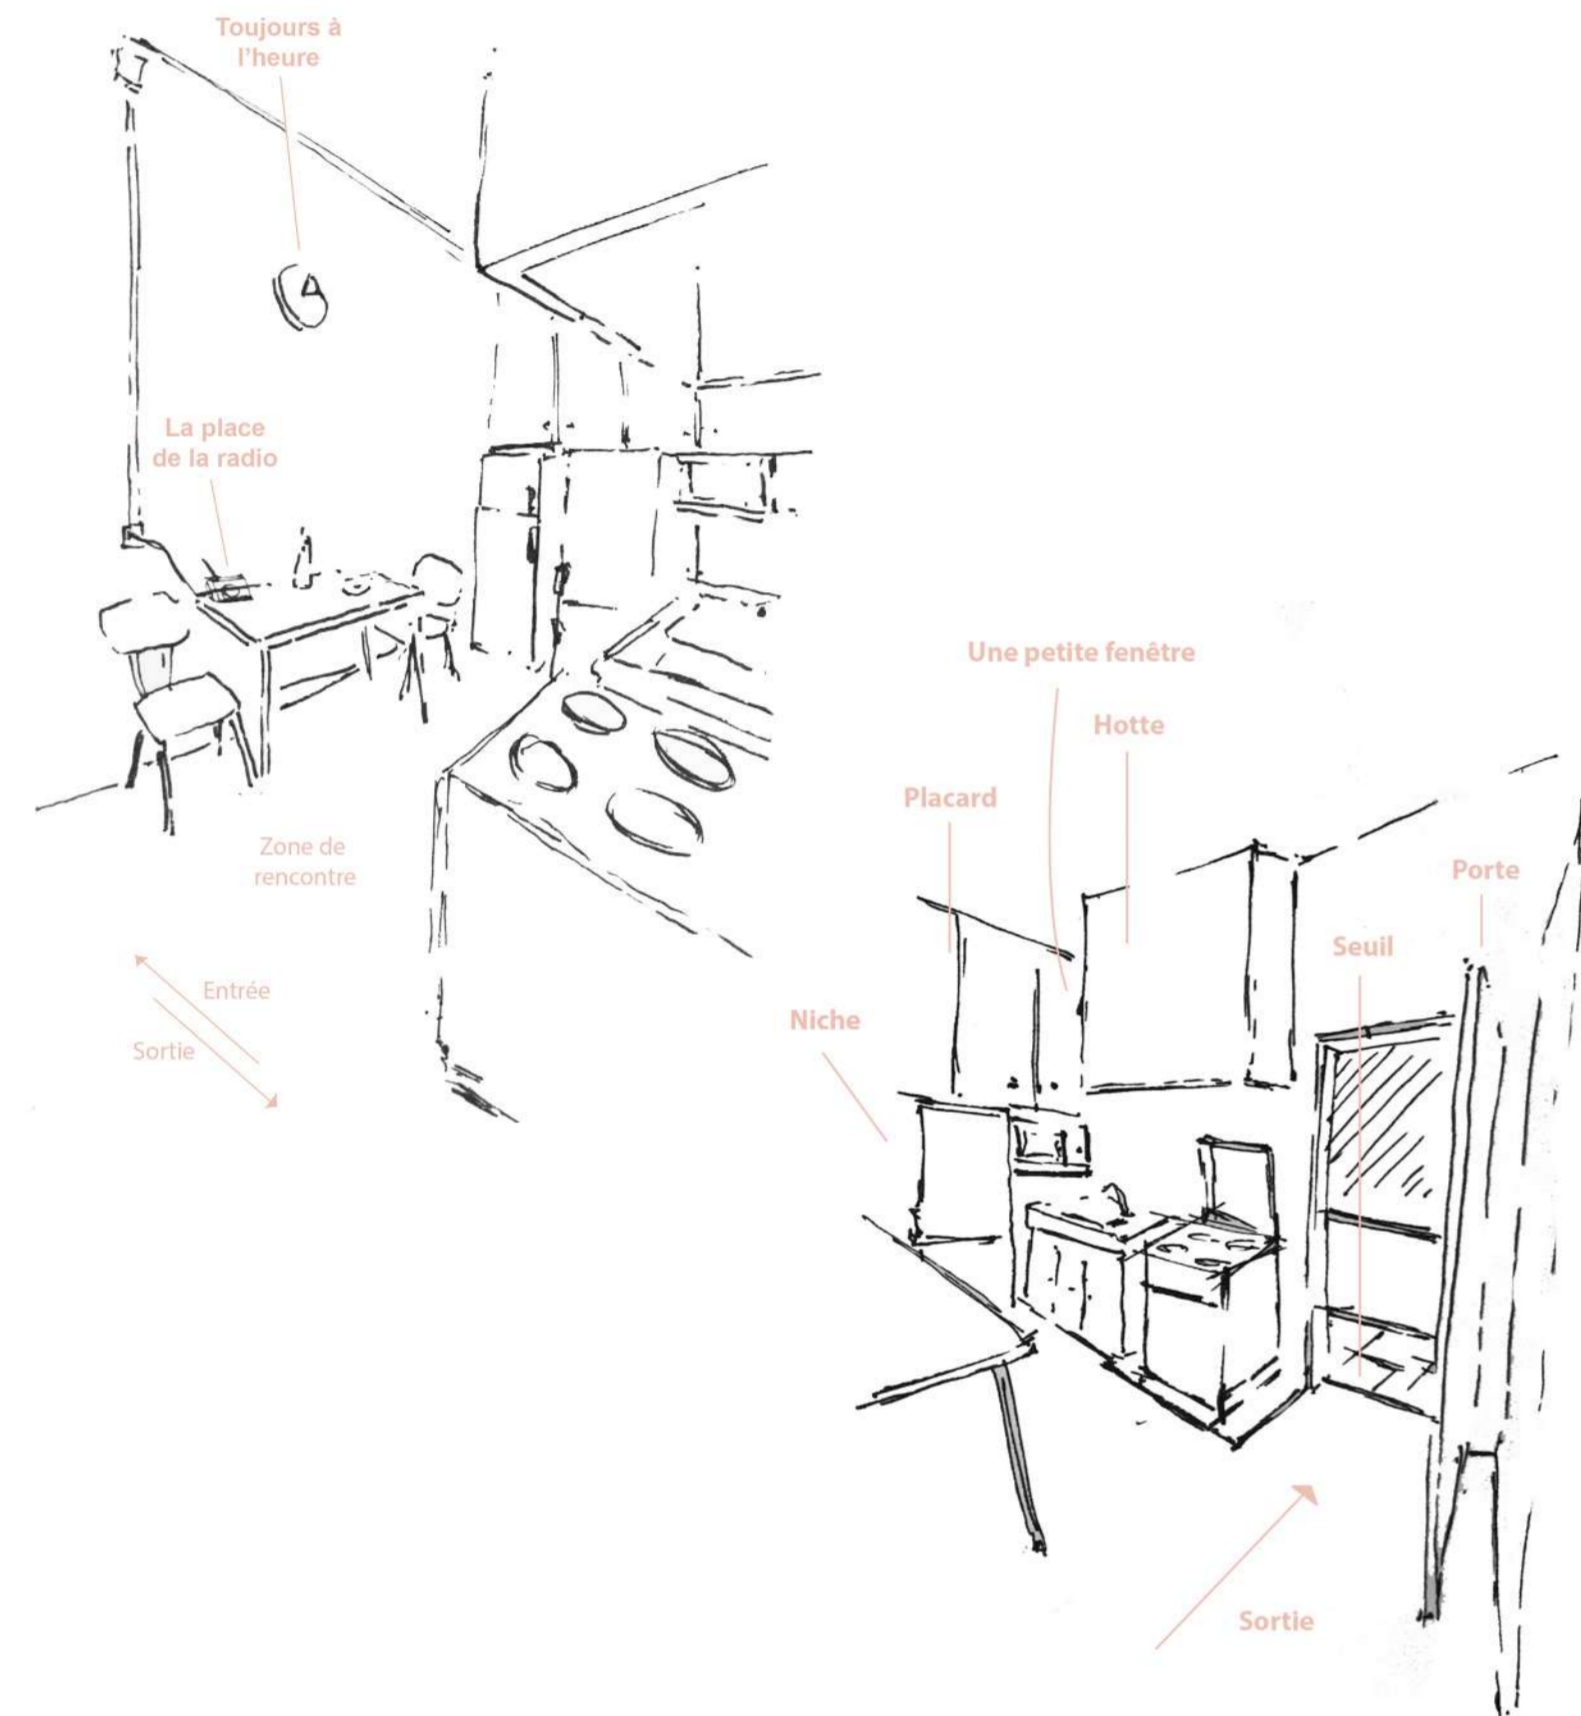 Toujours à
l'heure
La place
de la radio
Zone de
rencontre
Entrée
Sortie
Une petite fenêtre
Hotte
Placard
Porte
Seuil
Niche
Sortie